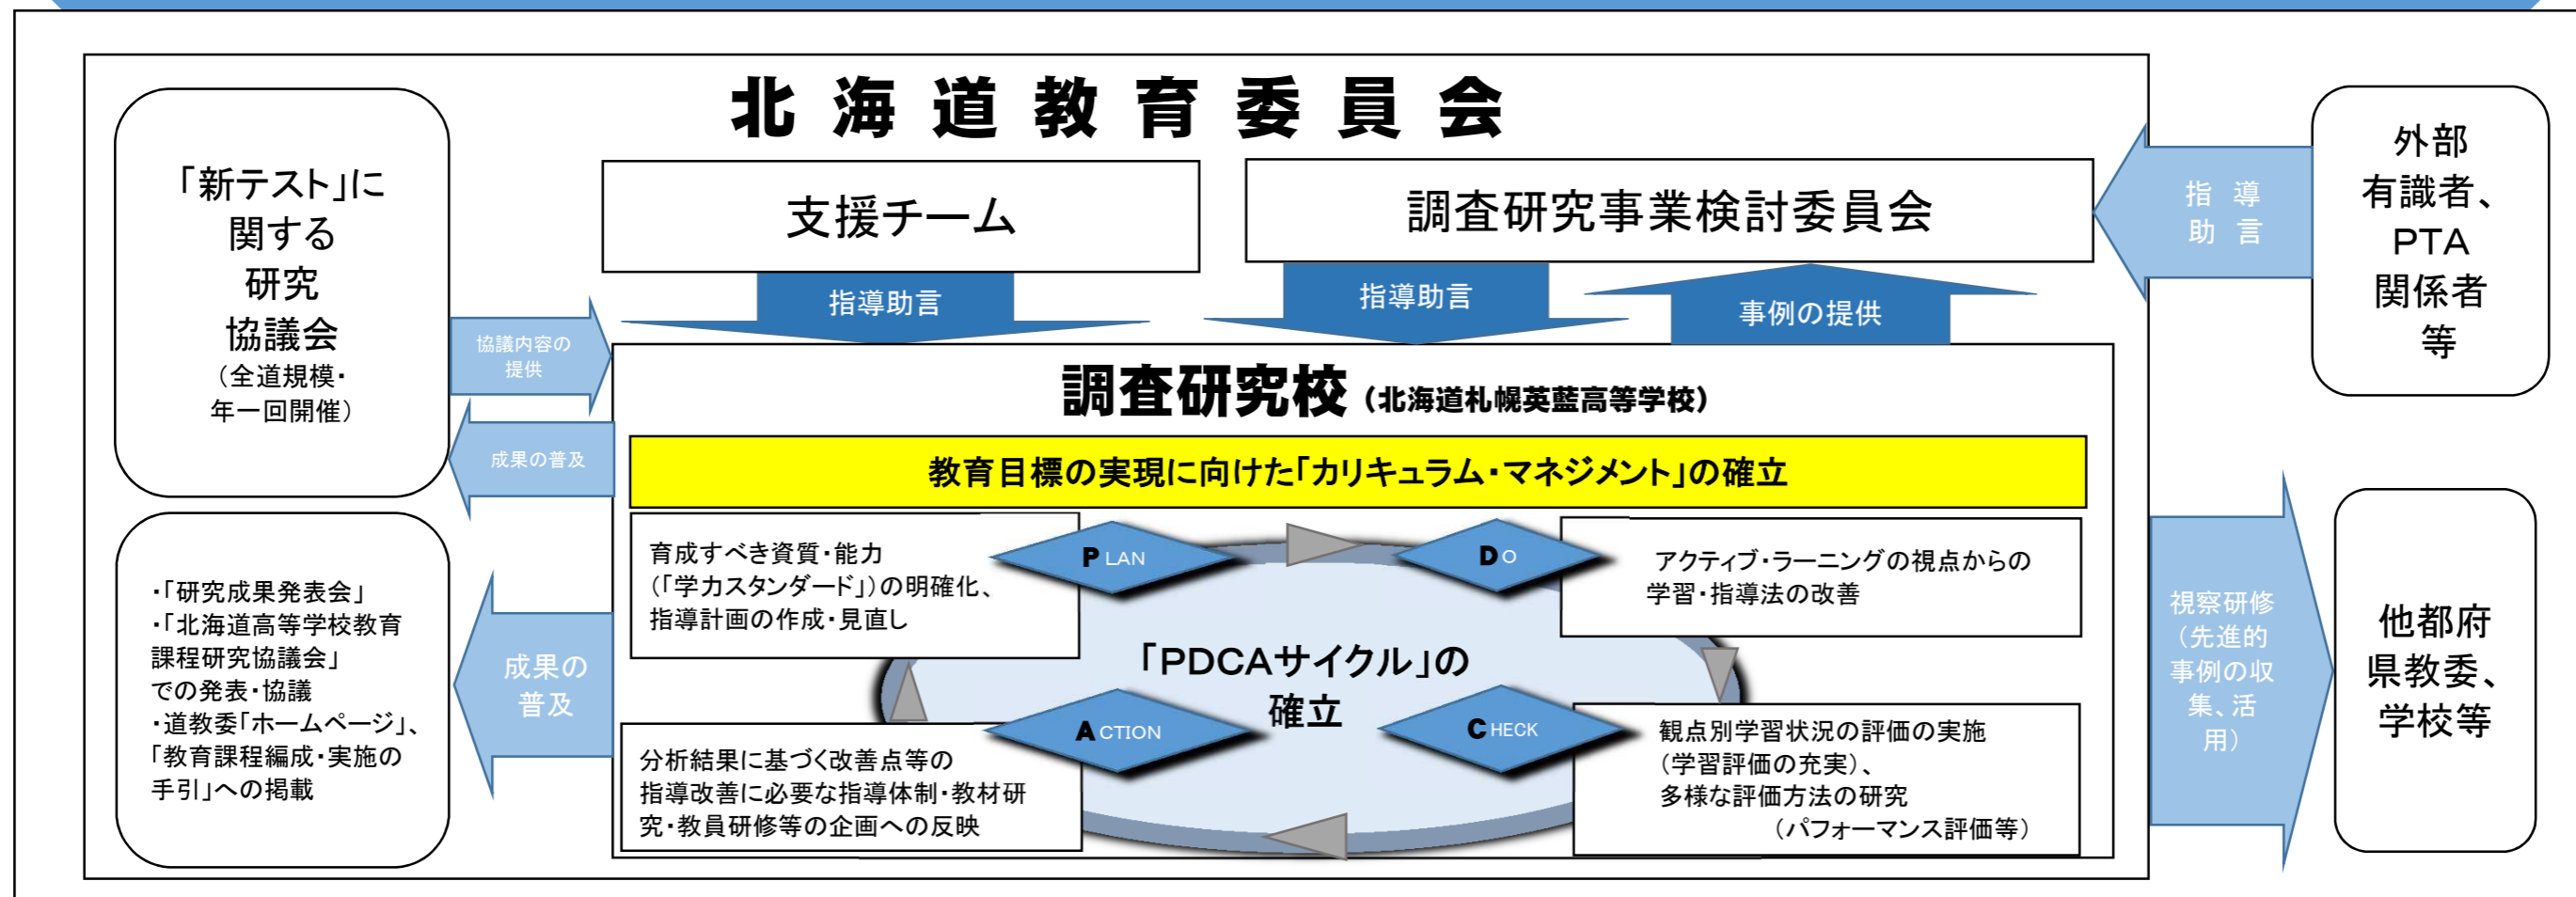 北海道教育委員会
「新テスト」に
関する
研究
協議会
(全道規模・
年一回開催)
支援チーム
調査研究事業検討委員会
指導
助言
外部
有識者、
PTA
関係者
等
指導助言
指導助言
事例の提供
協議内容の
提供
成果の普及
調査研究校(北海道札幌英藍高等学校)
教育目標の実現に向けた「カリキュラム・マネジメント」の確立
育成すべき資質・能力
(「学力スタンダード」)の明確化、
指導計画の作成・見直し
PLAN
DO
アクティブ・ラーニングの視点からの
学習・指導法の改善
「PDCAサイクル」の
確立
ACTION
CHECK
分析結果に基づく改善点等の
指導改善に必要な指導体制・教材研
究・教員研修等の企画への反映
観点別学習状況の評価の実施
(学習評価の充実)、
多様な評価方法の研究
(パフォーマンス評価等)
・「研究成果発表会」
・「北海道高等学校教育
課程研究協議会」
での発表・協議
・道教委「ホームページ」、
「教育課程編成・実施の
手引」への掲載
成果の
普及
視察研修
(先進的
事例の収
集、活
用)
他都府
県教委、
学校等